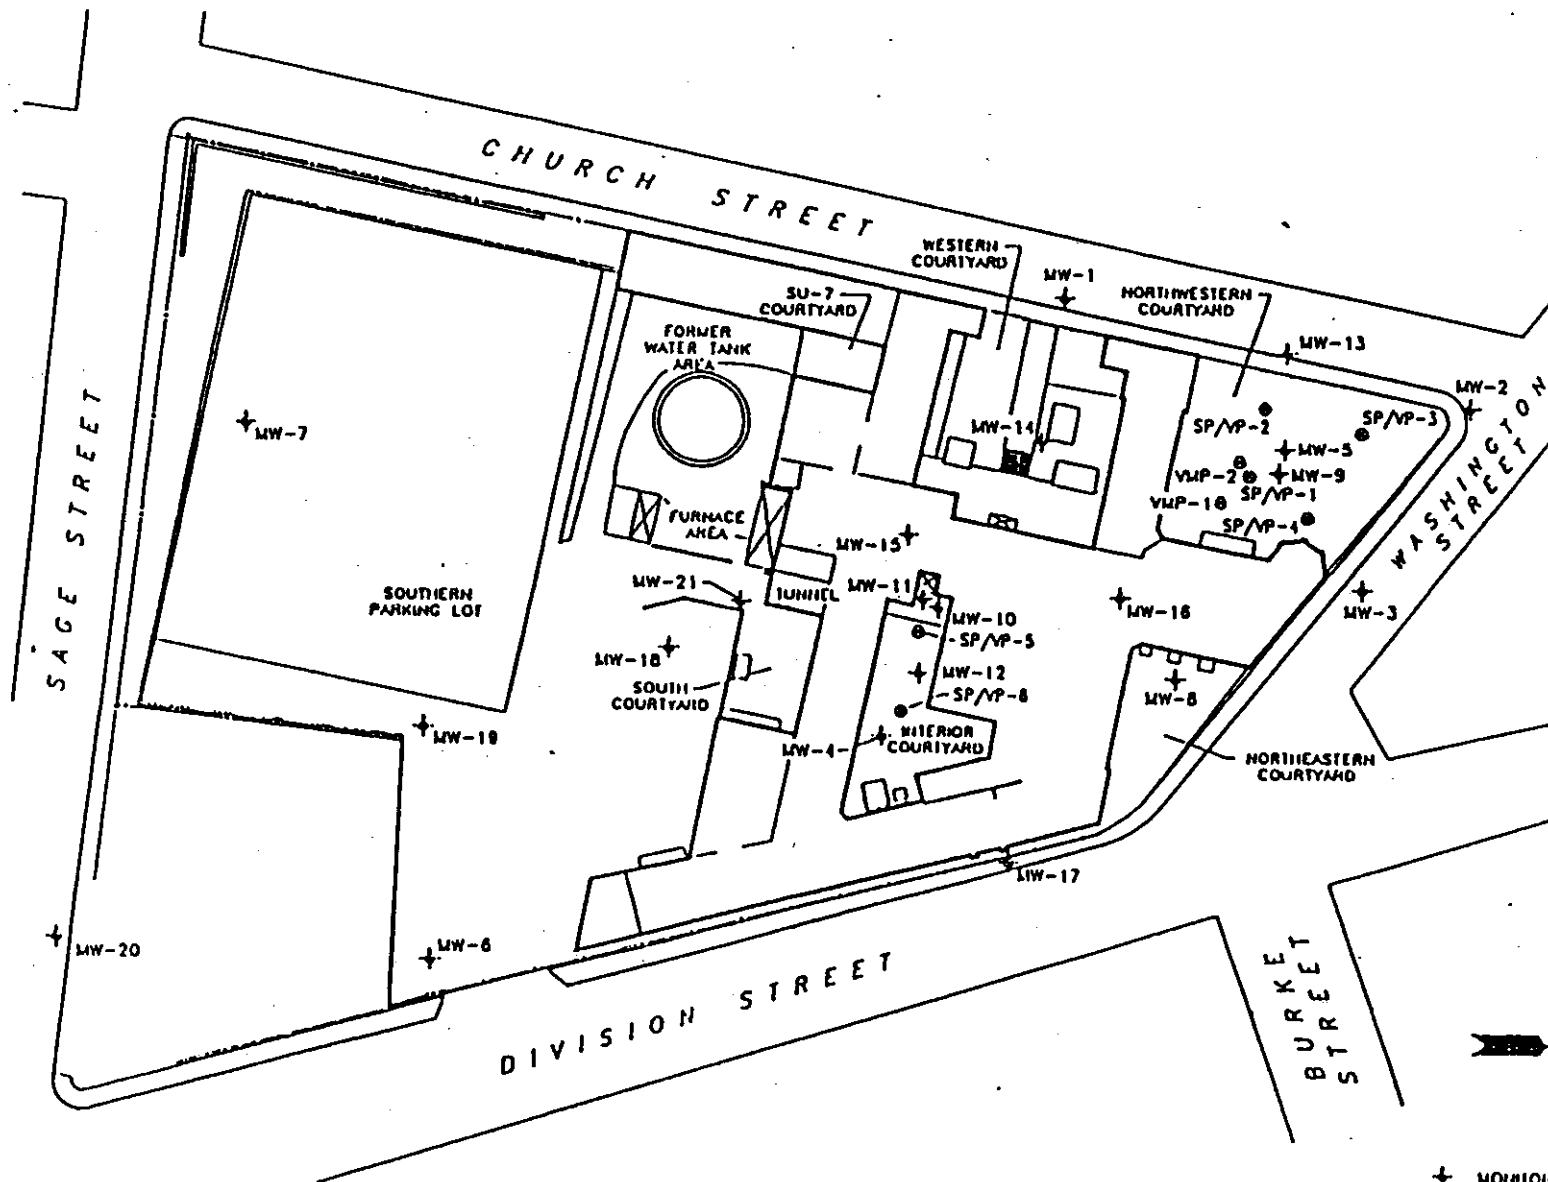 CHURCH STREET
WESTERN
COURTYARD
MW-1
SU-7
COURTYARD
NORTHWESTERN
COURTYARD
FORMER
WATER TANK
AREA
MW-13
MW-2
WASHINGTON
STREET
SP/VP-2
SP/VP-3
MW-7
MW-14
MW-5
VMP-2
MW-9
SP/VP-1
VMP-18
SP/VP-4
SAGE STREET
FURNACE
AREA
MW-15
MW-21
TUNNEL
MW-11
MW-10
MW-16
MW-3
SOUTHERN
PARKING LOT
SP/VP-5
MW-18
MW-12
MW-8
SOUTH
COURTYARD
SP/VP-6
MW-19
MW-4
INTERIOR
COURTYARD
NORTHEASTERN
COURTYARD
MW-17
MW-20
MW-6
DIVISION STREET
BURKE
STREET